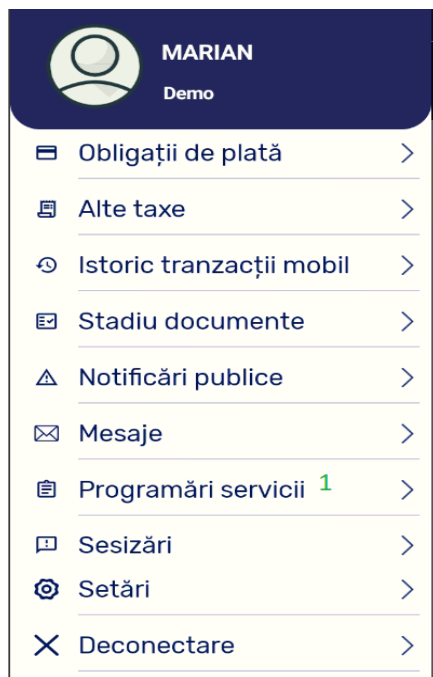 MARIAN
Demo
Obligații de plată
Alte taxe
Istoric tranzacții mobil
Stadiu documente
Notificări publice
Mesaje
Programări servicii 1
Sesizări
Setări
Deconectare